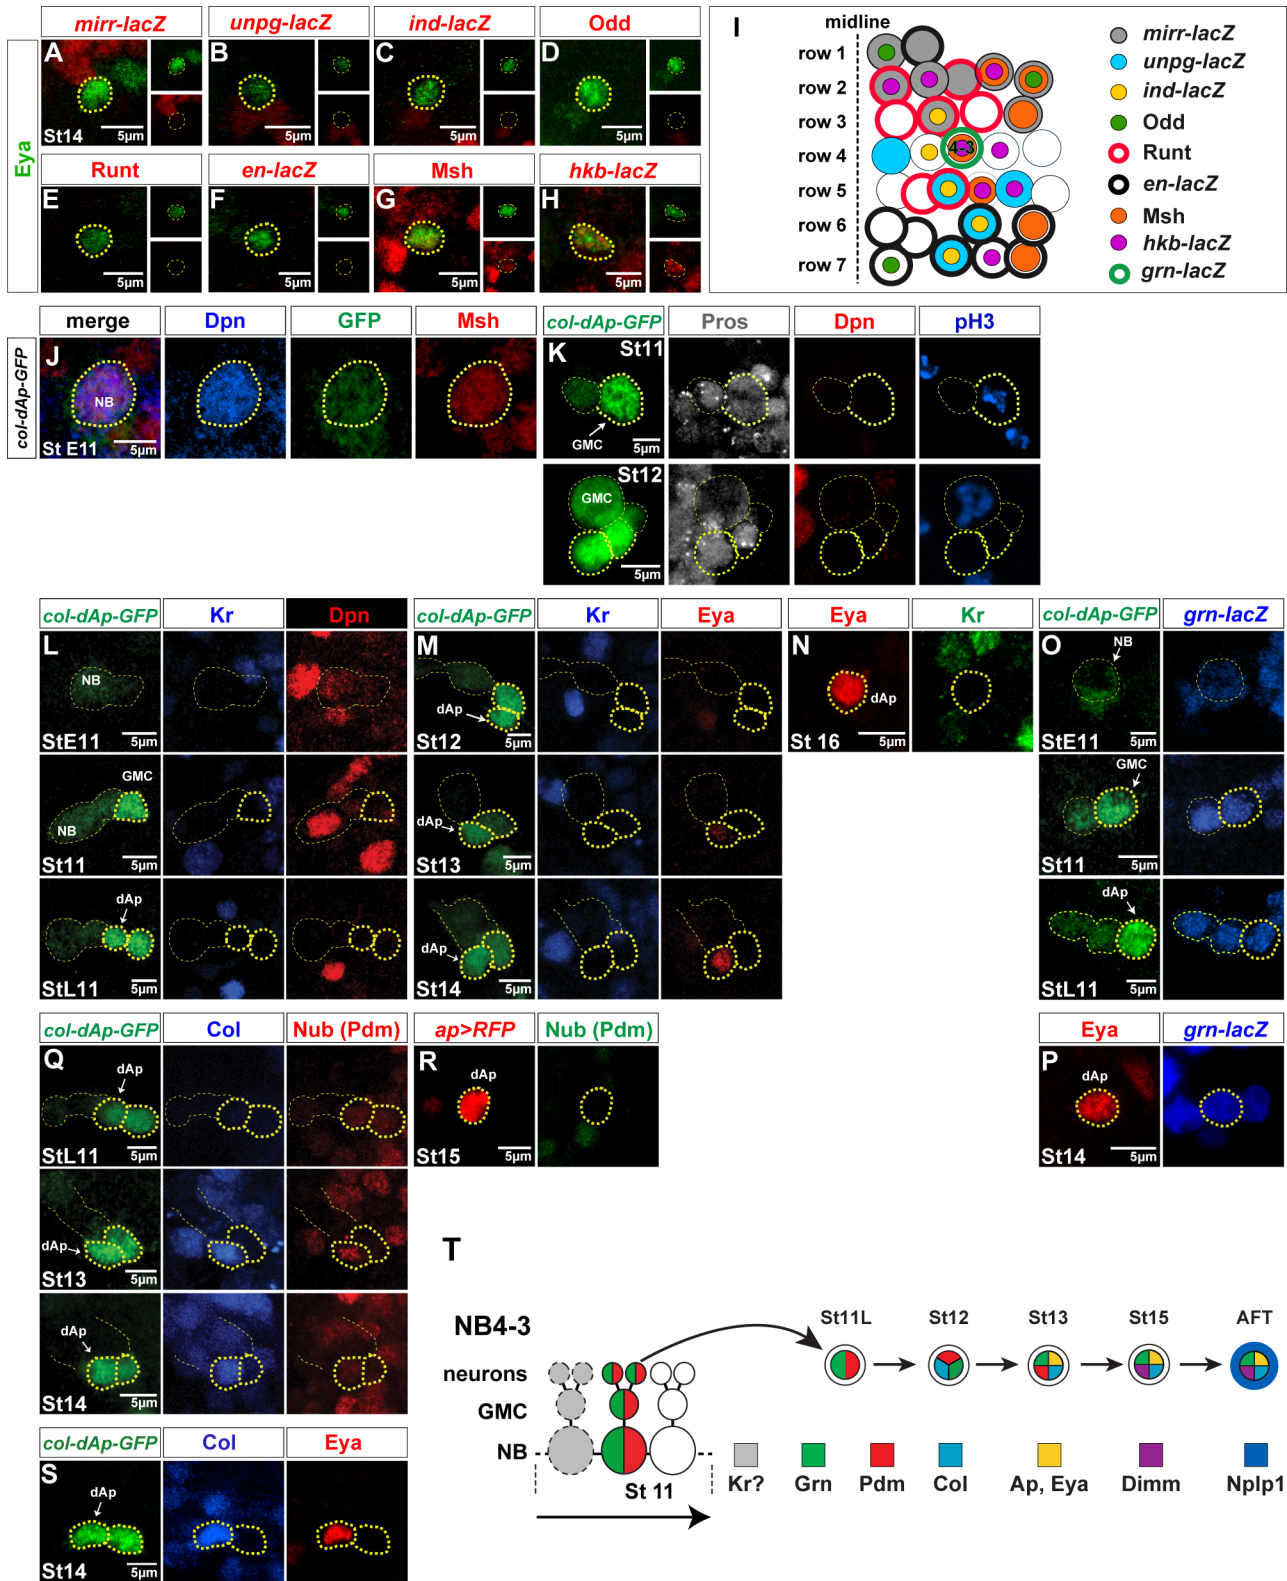 mirr-lacZ unpg-lacZ ind-lacZ Odd
Eya
A B C D
St14 5µm 5µm 5µm 5µm
Runt en-lacZ Msh hkb-lacZ
E F G H
5µm 5µm 5µm 5µm
I
midline
row 1
row 2
row 3
row 4
4-3
row 5
row 6
row 7
mirr-lacZ
unpg-lacZ
ind-lacZ
Odd
Runt
en-lacZ
Msh
hkb-lacZ
grn-lacZ
merge Dpn GFP Msh
col-dAp-GFP
J
NB
St E11 5µm
col-dAp-GFP Pros Dpn pH3
K St11
GMC 5µm
St12
GMC
5µm
col-dAp-GFP Kr Dpn
L
NB
StE11 5µm
GMC
NB
St11 5µm
dAp
StL11 5µm
col-dAp-GFP Kr Eya
M
dAp
St12 5µm
dAp
St13 5µm
dAp
St14 5µm
Eya Kr
N
dAp
St 16 5µm
col-dAp-GFP grn-lacZ
O NB
StE11 5µm
GMC
St11 5µm
dAp
StL11 5µm
col-dAp-GFP Col Nub (Pdm)
Q dAp
StL11 5µm
dAp
St13 5µm
dAp
St14 5µm
ap>RFP Nub (Pdm)
R dAp
St15 5µm
Eya grn-lacZ
P dAp
St14 5µm
col-dAp-GFP Col Eya
S dAp
St14 5µm
T
NB4-3
neurons
GMC
NB
St 11
St11L St12 St13 St15 AFT
Kr? Grn Pdm Col Ap, Eya Dimm Nplp1